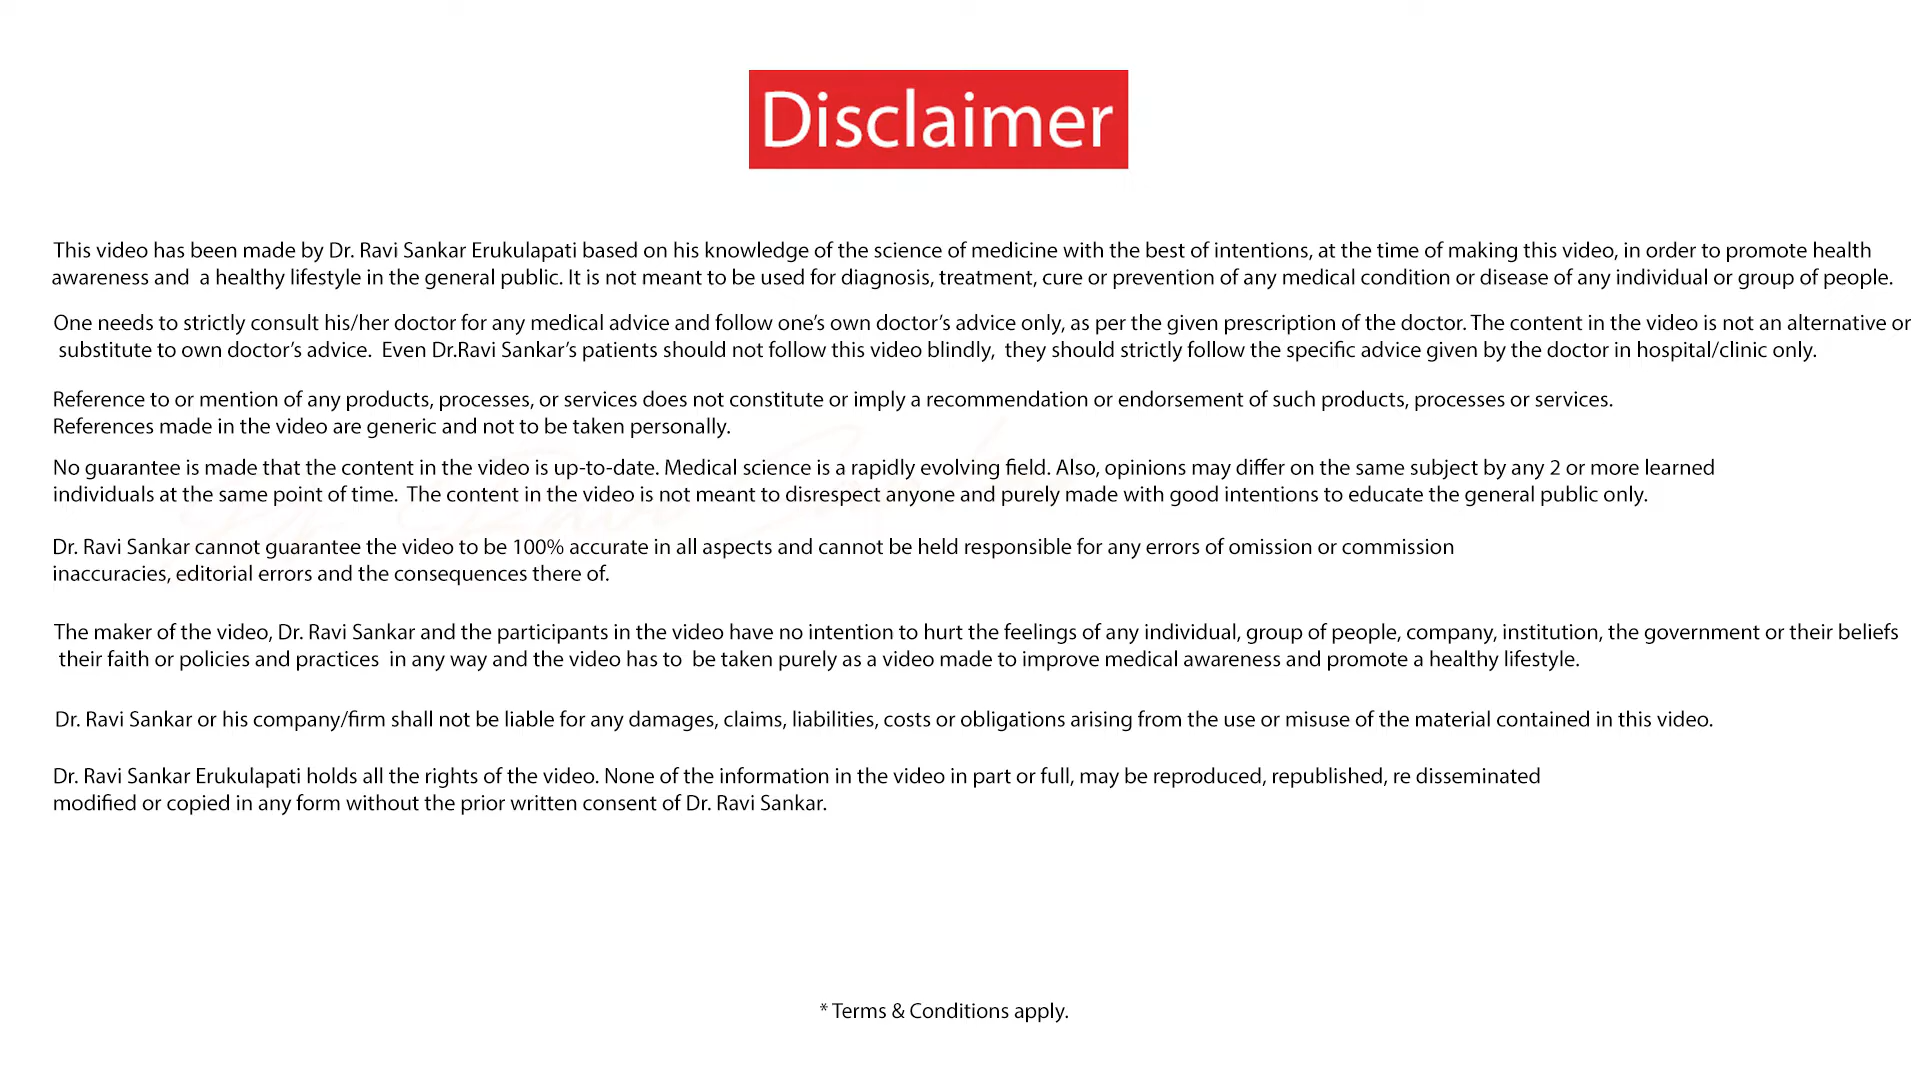 Disclaimer
This video has been made by Dr. Ravi Sankar Erukulapati based on his knowledge of the science of medicine with the best of intentions, at the time of making this video, in order to promote health
awareness and a healthy lifestyle in the general public. It is not meant to be used for diagnosis, treatment, cure or prevention of any medical condition or disease of any individual or group of people.
One needs to strictly consult his/her doctor for any medical advice and follow one’s own doctor’s advice only, as per the given prescription of the doctor. The content in the video is not an alternative or
substitute to own doctor’s advice. Even Dr.Ravi Sankar’s patients should not follow this video blindly, they should strictly follow the specific advice given by the doctor in hospital/clinic only.
Reference to or mention of any products, processes, or services does not constitute or imply a recommendation or endorsement of such products, processes or services.
References made in the video are generic and not to be taken personally.
No guarantee is made that the content in the video is up-to-date. Medical science is a rapidly evolving field. Also, opinions may differ on the same subject by any 2 or more learned
individuals at the same point of time. The content in the video is not meant to disrespect anyone and purely made with good intentions to educate the general public only.
Dr. Ravi Sankar cannot guarantee the video to be 100% accurate in all aspects and cannot be held responsible for any errors of omission or commission
inaccuracies, editorial errors and the consequences there of.
The maker of the video, Dr. Ravi Sankar and the participants in the video have no intention to hurt the feelings of any individual, group of people, company, institution, the government or their beliefs
their faith or policies and practices in any way and the video has to be taken purely as a video made to improve medical awareness and promote a healthy lifestyle.
Dr. Ravi Sankar or his company/firm shall not be liable for any damages, claims, liabilities, costs or obligations arising from the use or misuse of the material contained in this video.
Dr. Ravi Sankar Erukulapati holds all the rights of the video. None of the information in the video in part or full, may be reproduced, republished, re disseminated
modified or copied in any form without the prior written consent of Dr. Ravi Sankar.
* Terms & Conditions apply.